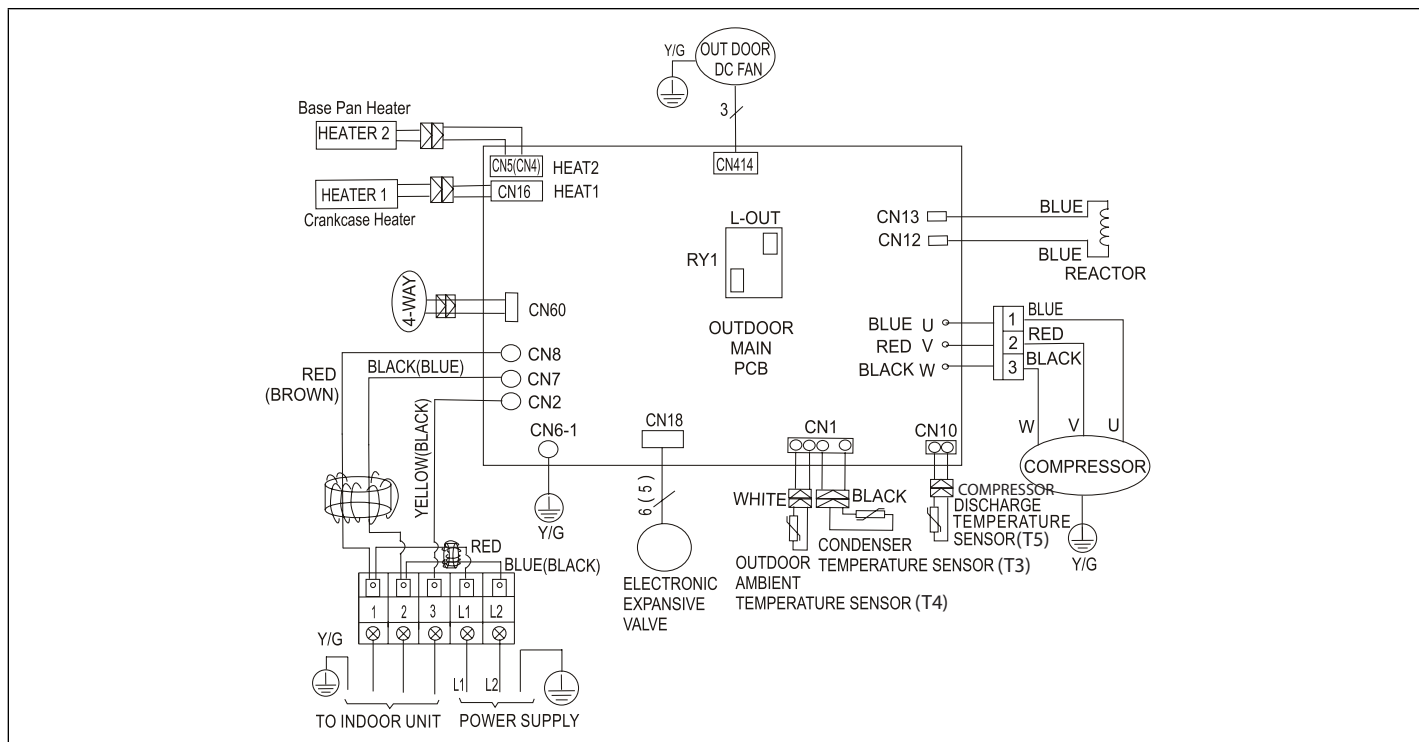 Y/G
OUT DOOR
DC FAN
3
Base Pan Heater
HEATER 2
CN5(CN4)
HEAT2
CN414
HEATER 1
CN16
HEAT1
Crankcase Heater
L-OUT
RY1
OUTDOOR
MAIN
PCB
CN13
BLUE
CN12
BLUE
REACTOR
4-WAY
CN60
BLUE U
RED V
BLACK W
1
BLUE
2
RED
3
BLACK
W
V
U
COMPRESSOR
Y/G
RED
(BROWN)
BLACK(BLUE)
CN8
CN7
CN2
YELLOW(BLACK)
CN6-1
Y/G
CN18
6(5)
ELECTRONIC
EXPANSIVE
VALVE
CN1
WHITE
BLACK
OUTDOOR
AMBIENT
TEMPERATURE SENSOR (T4)
CONDENSER
TEMPERATURE SENSOR (T3)
CN10
COMPRESSOR
DISCHARGE
TEMPERATURE
SENSOR(T5)
RED
BLUE(BLACK)
1
2
3
L1
L2
Y/G
L1
L2
TO INDOOR UNIT
POWER SUPPLY